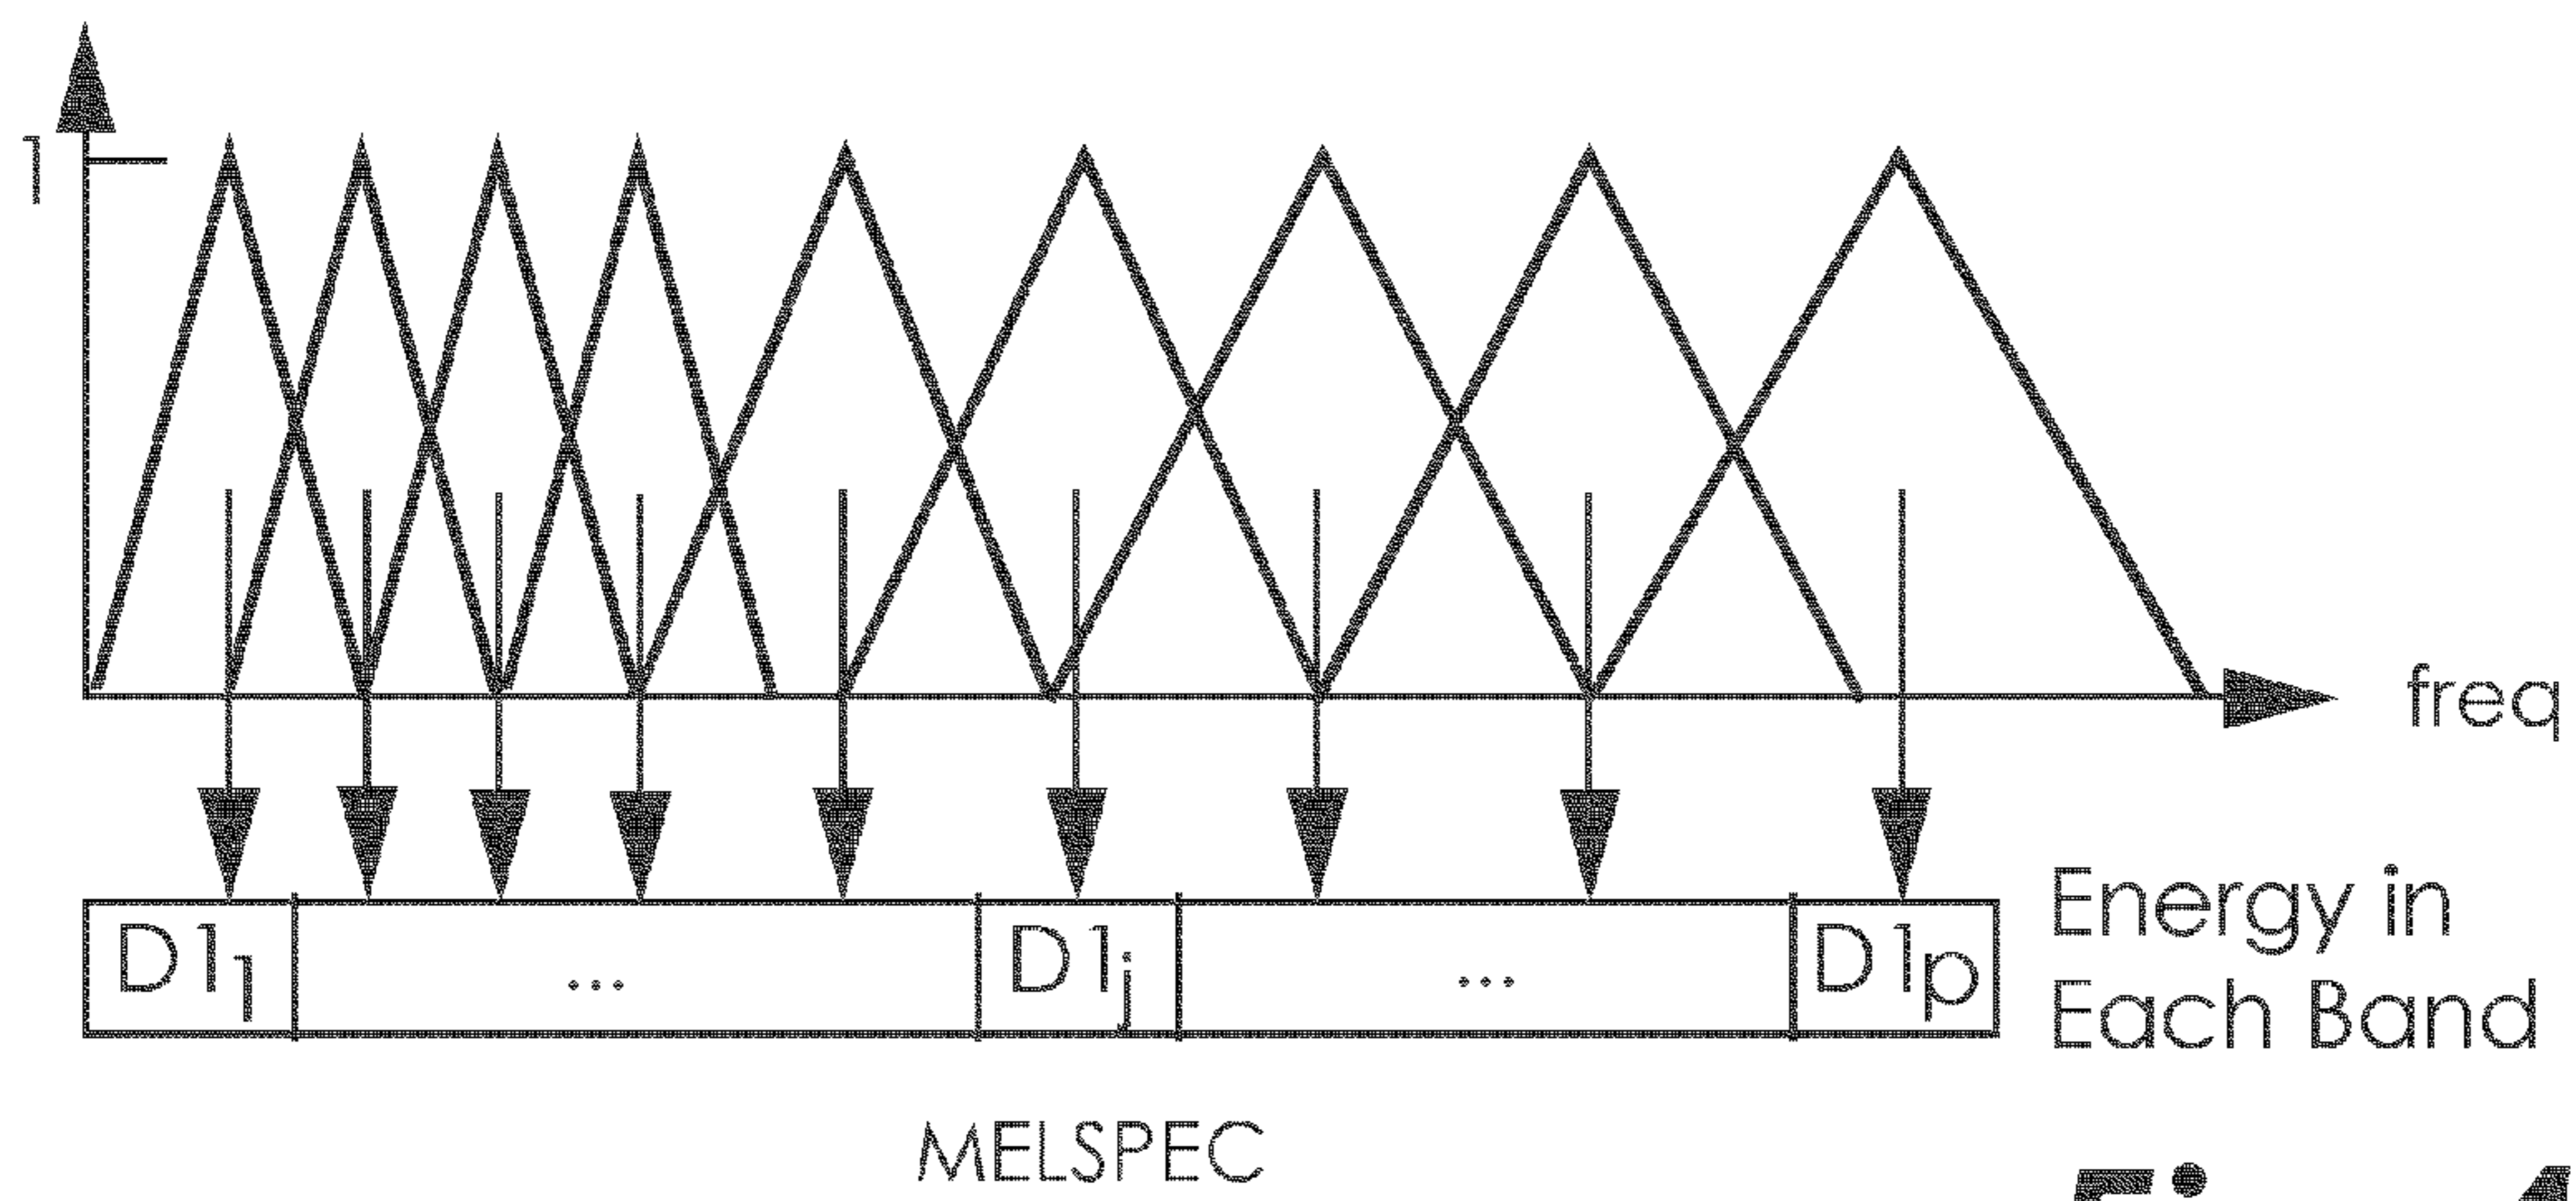 1
freq
D1₁ ... D1ⱼ ... D1ₚ
Energy in
Each Band
MELSPEC